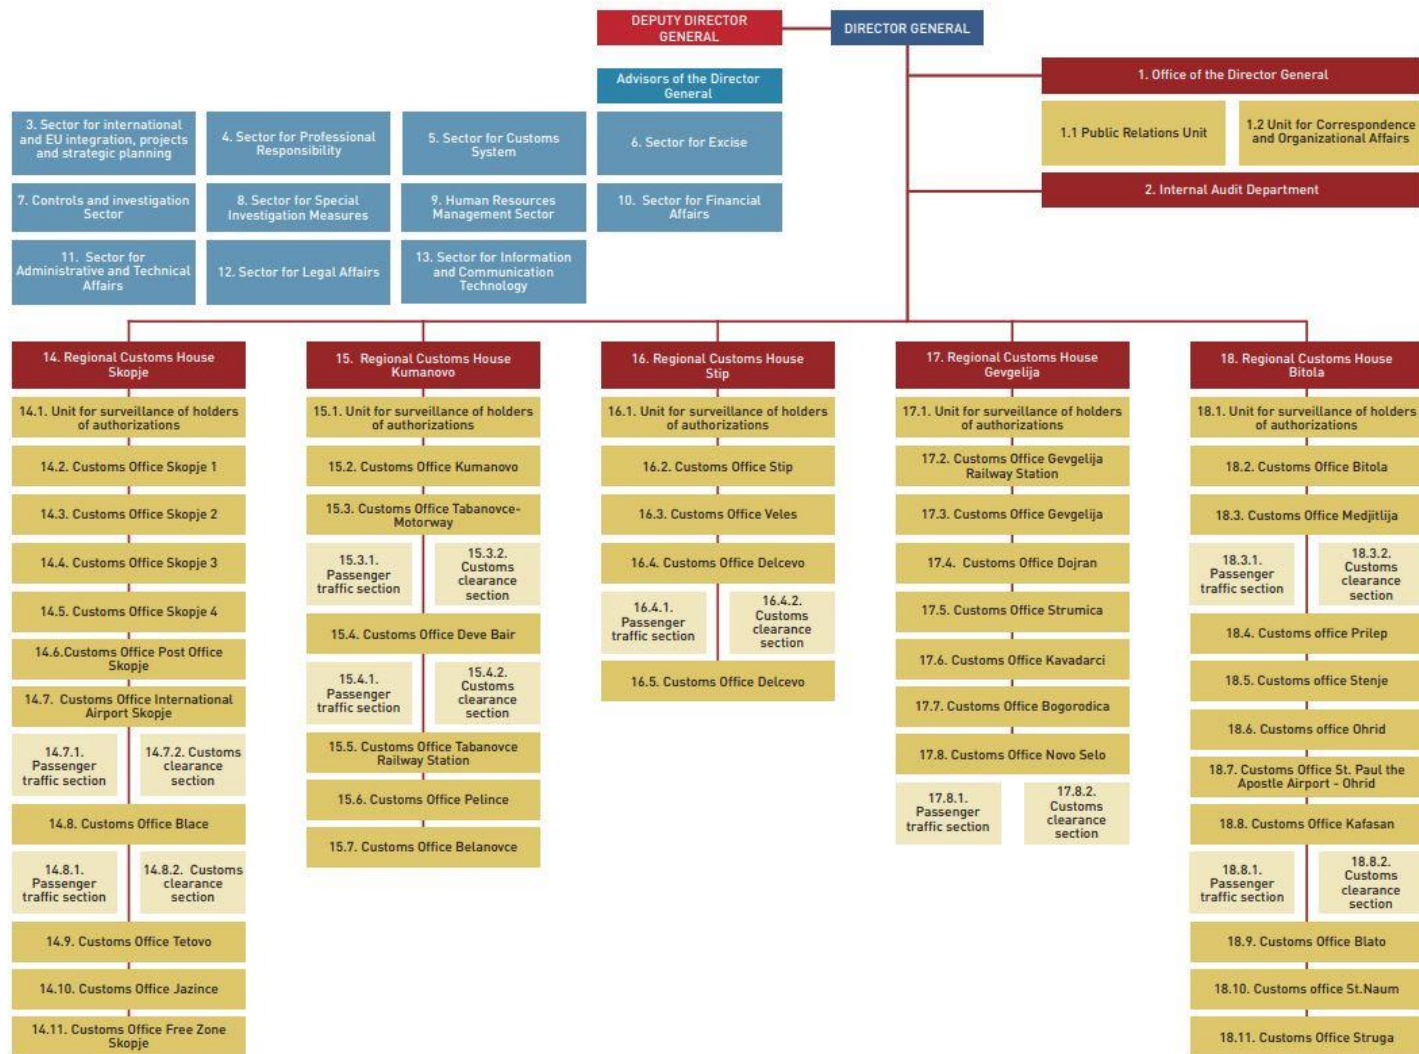 DEPUTY DIRECTOR
GENERAL
DIRECTOR GENERAL
Advisors of the Director
General
1. Office of the Director General
1.1 Public Relations Unit
1.2 Unit for Correspondence
and Organizational Affairs
2. Internal Audit Department
3. Sector for international
and EU integration, projects
and strategic planning
4. Sector for Professional
Responsibility
5. Sector for Customs
System
6. Sector for Excise
7. Controls and investigation
Sector
8. Sector for Special
Investigation Measures
9. Human Resources
Management Sector
10. Sector for Financial
Affairs
11. Sector for
Administrative and Technical
Affairs
12. Sector for Legal Affairs
13. Sector for Information
and Communication
Technology
14. Regional Customs House
Skopje
14.1. Unit for surveillance of holders
of authorizations
14.2. Customs Office Skopje 1
14.3. Customs Office Skopje 2
14.4. Customs Office Skopje 3
14.5. Customs Office Skopje 4
14.6.Customs Office Post Office
Skopje
14.7. Customs Office International
Airport Skopje
14.7.1.
Passenger
traffic section
14.7.2. Customs
clearance
section
14.8. Customs Office Blace
14.8.1.
Passenger
traffic section
14.8.2. Customs
clearance
section
14.9. Customs Office Tetovo
14.10. Customs Office Jazince
14.11. Customs Office Free Zone
Skopje
15. Regional Customs House
Kumanovo
15.1. Unit for surveillance of holders
of authorizations
15.2. Customs Office Kumanovo
15.3. Customs Office Tabanovce-
Motorway
15.3.1.
Passenger
traffic section
15.3.2.
Customs
clearance
section
15.4. Customs Office Deve Bair
15.4.1.
Passenger
traffic section
15.4.2.
Customs
clearance
section
15.5. Customs Office Tabanovce
Railway Station
15.6. Customs Office Pelince
15.7. Customs Office Belanovce
16. Regional Customs House
Stip
16.1. Unit for surveillance of holders
of authorizations
16.2. Customs Office Stip
16.3. Customs Office Veles
16.4. Customs Office Delcevo
16.4.1.
Passenger
traffic section
16.4.2.
Customs
clearance
section
16.5. Customs Office Delcevo
17. Regional Customs House
Gevgelija
17.1. Unit for surveillance of holders
of authorizations
17.2. Customs Office Gevgelija
Railway Station
17.3. Customs Office Gevgelija
17.4. Customs Office Dojran
17.5. Customs Office Strumica
17.6. Customs Office Kavadarci
17.7. Customs Office Bogorodica
17.8. Customs Office Novo Selo
17.8.1.
Passenger
traffic section
17.8.2.
Customs
clearance
section
18. Regional Customs House
Bitola
18.1. Unit for surveillance of holders
of authorizations
18.2. Customs Office Bitola
18.3. Customs Office Medjitlija
18.3.1.
Passenger
traffic section
18.3.2.
Customs
clearance
section
18.4. Customs office Prilep
18.5. Customs office Stenje
18.6. Customs office Ohrid
18.7. Customs Office St. Paul the
Apostle Airport - Ohrid
18.8. Customs Office Kafasan
18.8.1.
Passenger
traffic section
18.8.2.
Customs
clearance
section
18.9. Customs Office Blato
18.10. Customs office St.Naum
18.11. Customs Office Struga